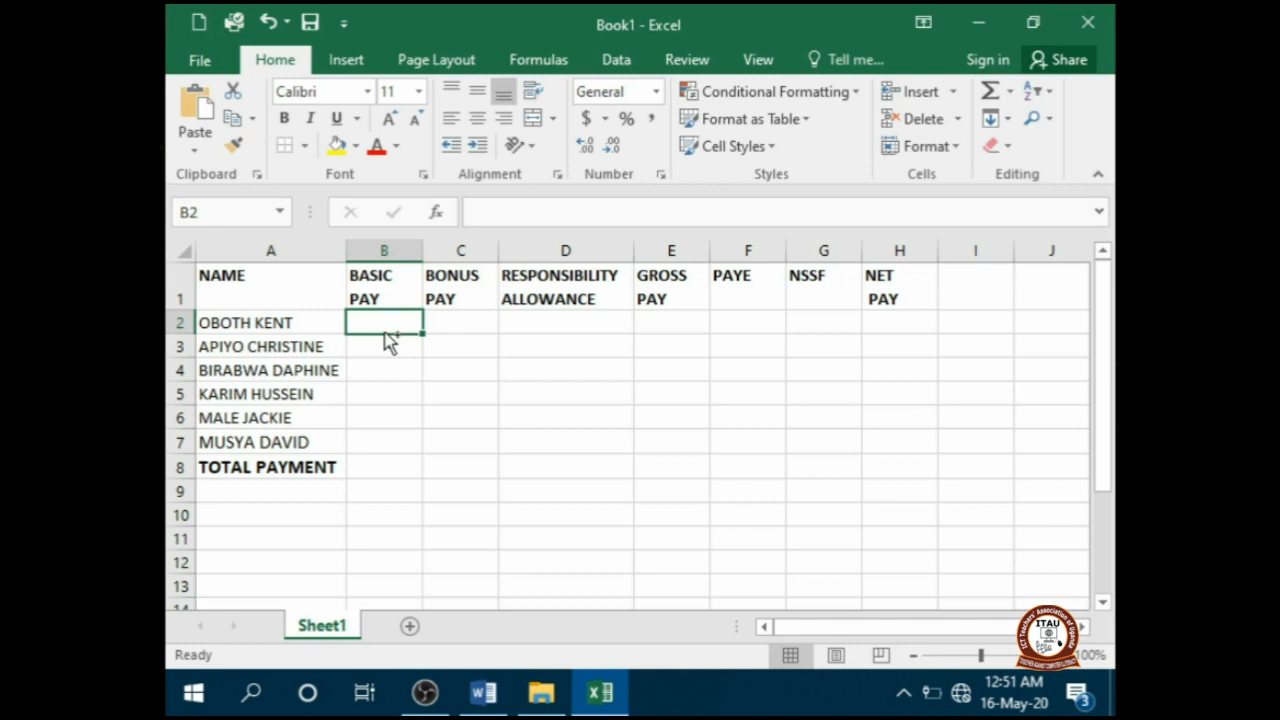 Book1 - Excel
File
Home
Insert
Page Layout
Formulas
Data
Review
View
Tell me...
Sign in
Share
Paste
Clipboard
Calibri
11
B I U
Font
Alignment
General
$ % ,
Number
Conditional Formatting
Format as Table
Cell Styles
Styles
Insert
Delete
Format
Cells
Editing
B2
fx
A B C D E F G H I J
1 NAME BASIC PAY BONUS PAY RESPONSIBILITY ALLOWANCE GROSS PAY PAYE NSSF NET PAY
2 OBOTH KENT
3 APIYO CHRISTINE
4 BIRABWA DAPHINE
5 KARIM HUSSEIN
6 MALE JACKIE
7 MUSYA DAVID
8 TOTAL PAYMENT
9
10
11
12
13
14
Sheet1
Ready
100%
ITAU
12:51 AM
16-May-20
3